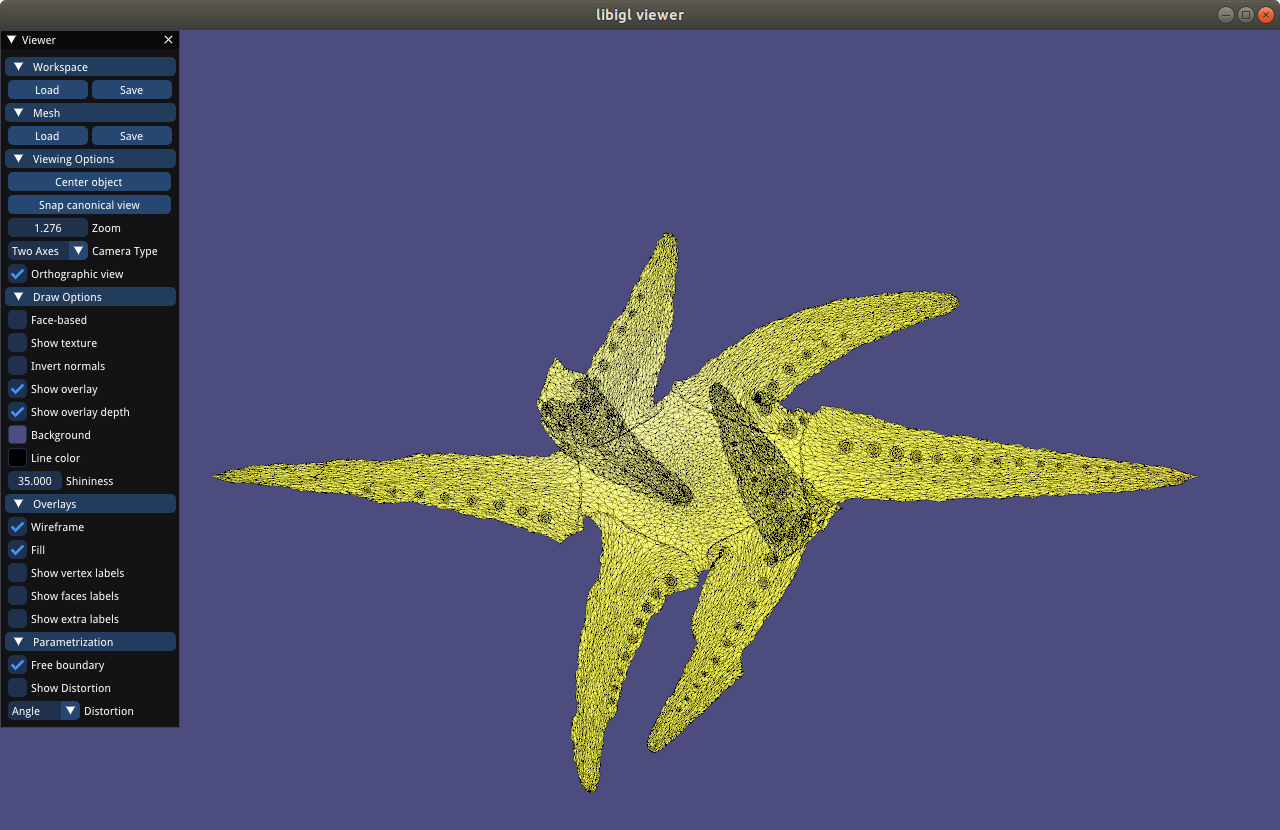 libigl viewer
Viewer
Workspace
Load Save
Mesh
Load Save
Viewing Options
Center object
Snap canonical view
1.276 Zoom
Two Axes Camera Type
Orthographic view
Draw Options
Face-based
Show texture
Invert normals
Show overlay
Show overlay depth
Background
Line color
35.000 Shininess
Overlays
Wireframe
Fill
Show vertex labels
Show faces labels
Show extra labels
Parametrization
Free boundary
Show Distortion
Angle Distortion